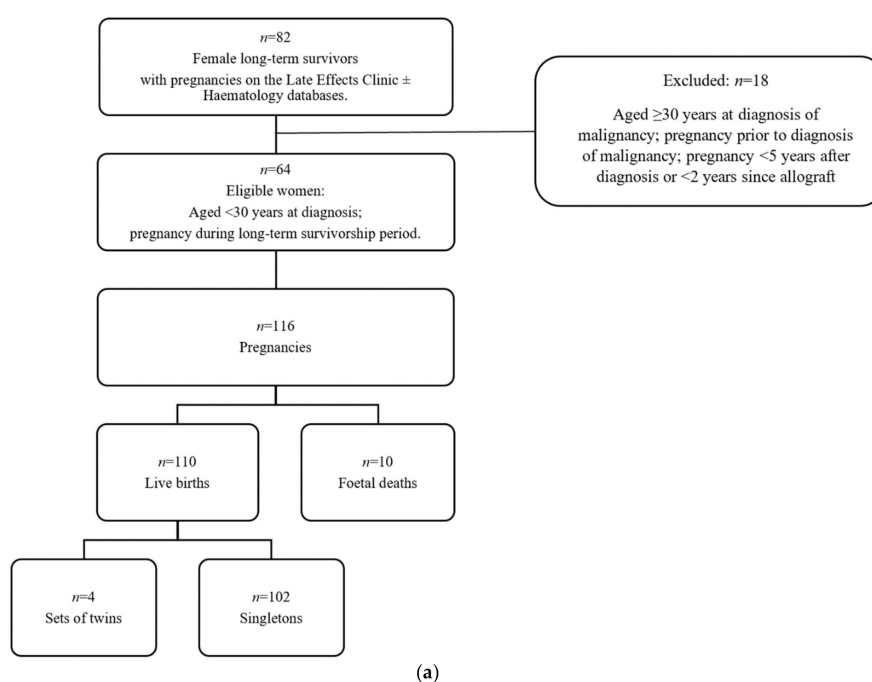 n=82
Female long-term survivors
with pregnancies on the Late Effects Clinic ±
Haematology databases.
Excluded: n=18
Aged ≥30 years at diagnosis of
malignancy; pregnancy prior to diagnosis
of malignancy; pregnancy <5 years after
diagnosis or <2 years since allograft
n=64
Eligible women:
Aged <30 years at diagnosis;
pregnancy during long-term survivorship period.
n=116
Pregnancies
n=110
Live births
n=10
Foetal deaths
n=4
Sets of twins
n=102
Singletons
(a)